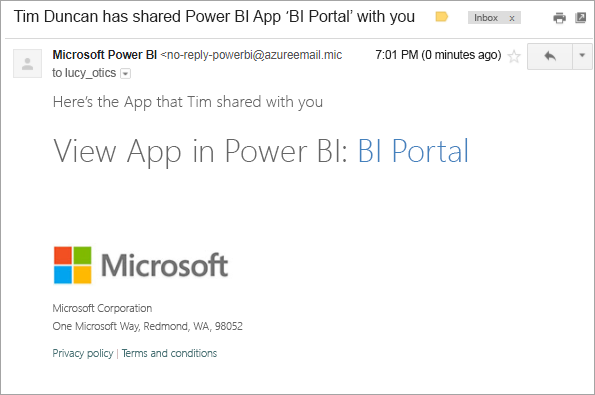 Tim Duncan has shared Power BI App ‘BI Portal’ with you
Inbox x
Microsoft Power BI <no-reply-powerbi@azureemail.mic
7:01 PM (0 minutes ago)
to lucy_otics
Here's the App that Tim shared with you
View App in Power BI: BI Portal
Microsoft
Microsoft Corporation
One Microsoft Way, Redmond, WA, 98052
Privacy policy | Terms and conditions